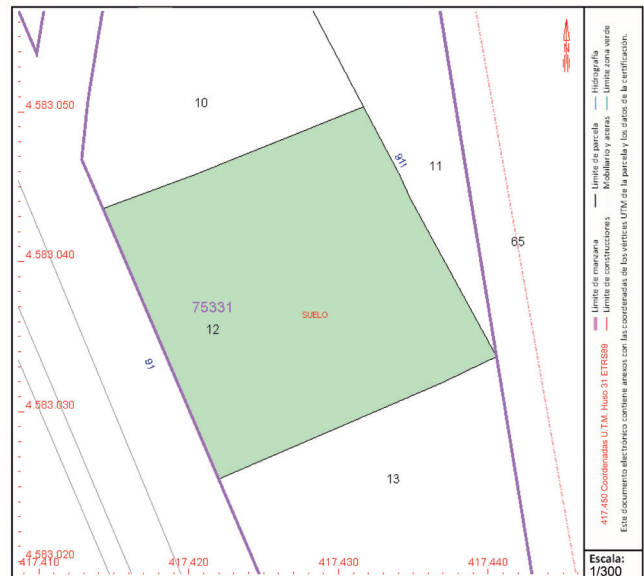 10
4.583.050
911
11
4.583.040
65
75331
SUELO
12
91
4.583.030
13
4.583.020
417.410
417.420
417.430
417.440
Límite de manzana
Límite de parcela
Hidrografía
Límite de construcciones
Mobiliario y aceras
Límite zona verde
417.450 Coordenadas U.T.M. Huso 31 ETRS89
Este documento electrónico contiene anexos con las coordenadas de los vértices UTM de la parcela y los datos de la certificación.
Escala:
1/300